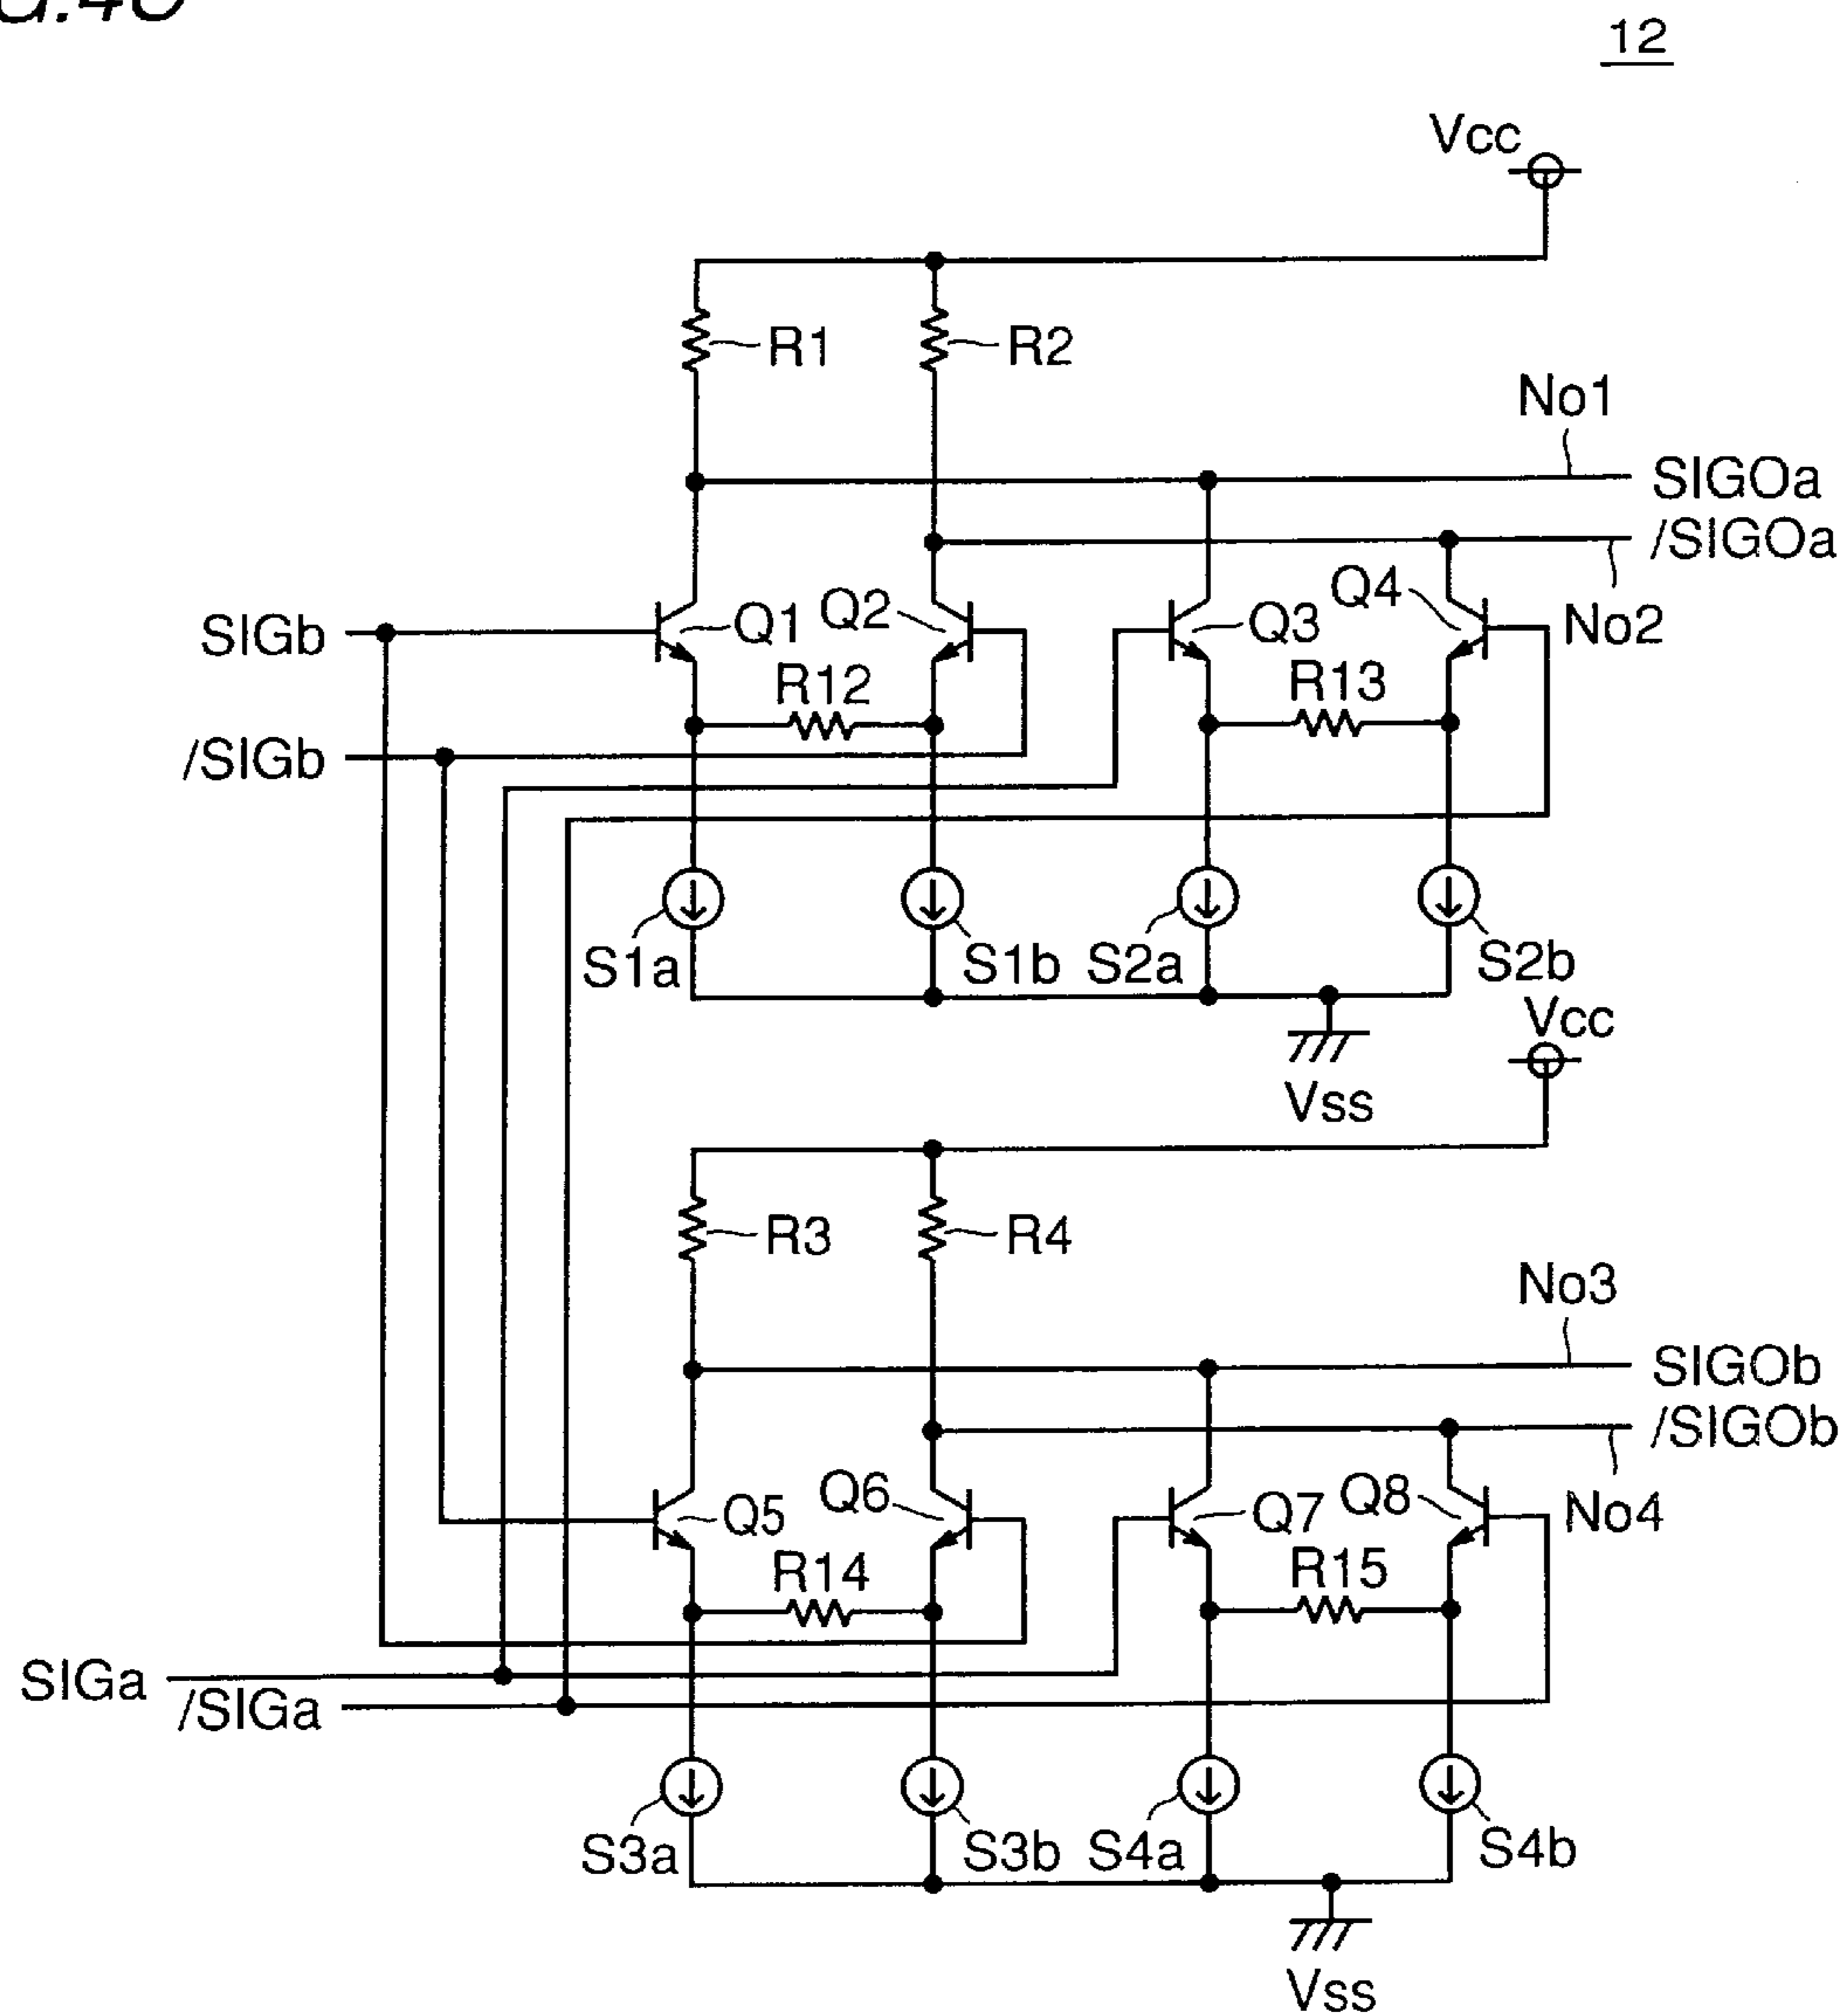 12
Vcc
R1
R2
No1
SIGOa
/SIGOa
Q1
Q2
Q3
Q4
No2
SIGb
R12
R13
/SIGb
S1a
S1b
S2a
S2b
Vcc
Vss
R3
R4
No3
SIGOb
/SIGOb
Q5
Q6
Q7
Q8
No4
R14
R15
SIGa
/SIGa
S3a
S3b
S4a
S4b
Vss